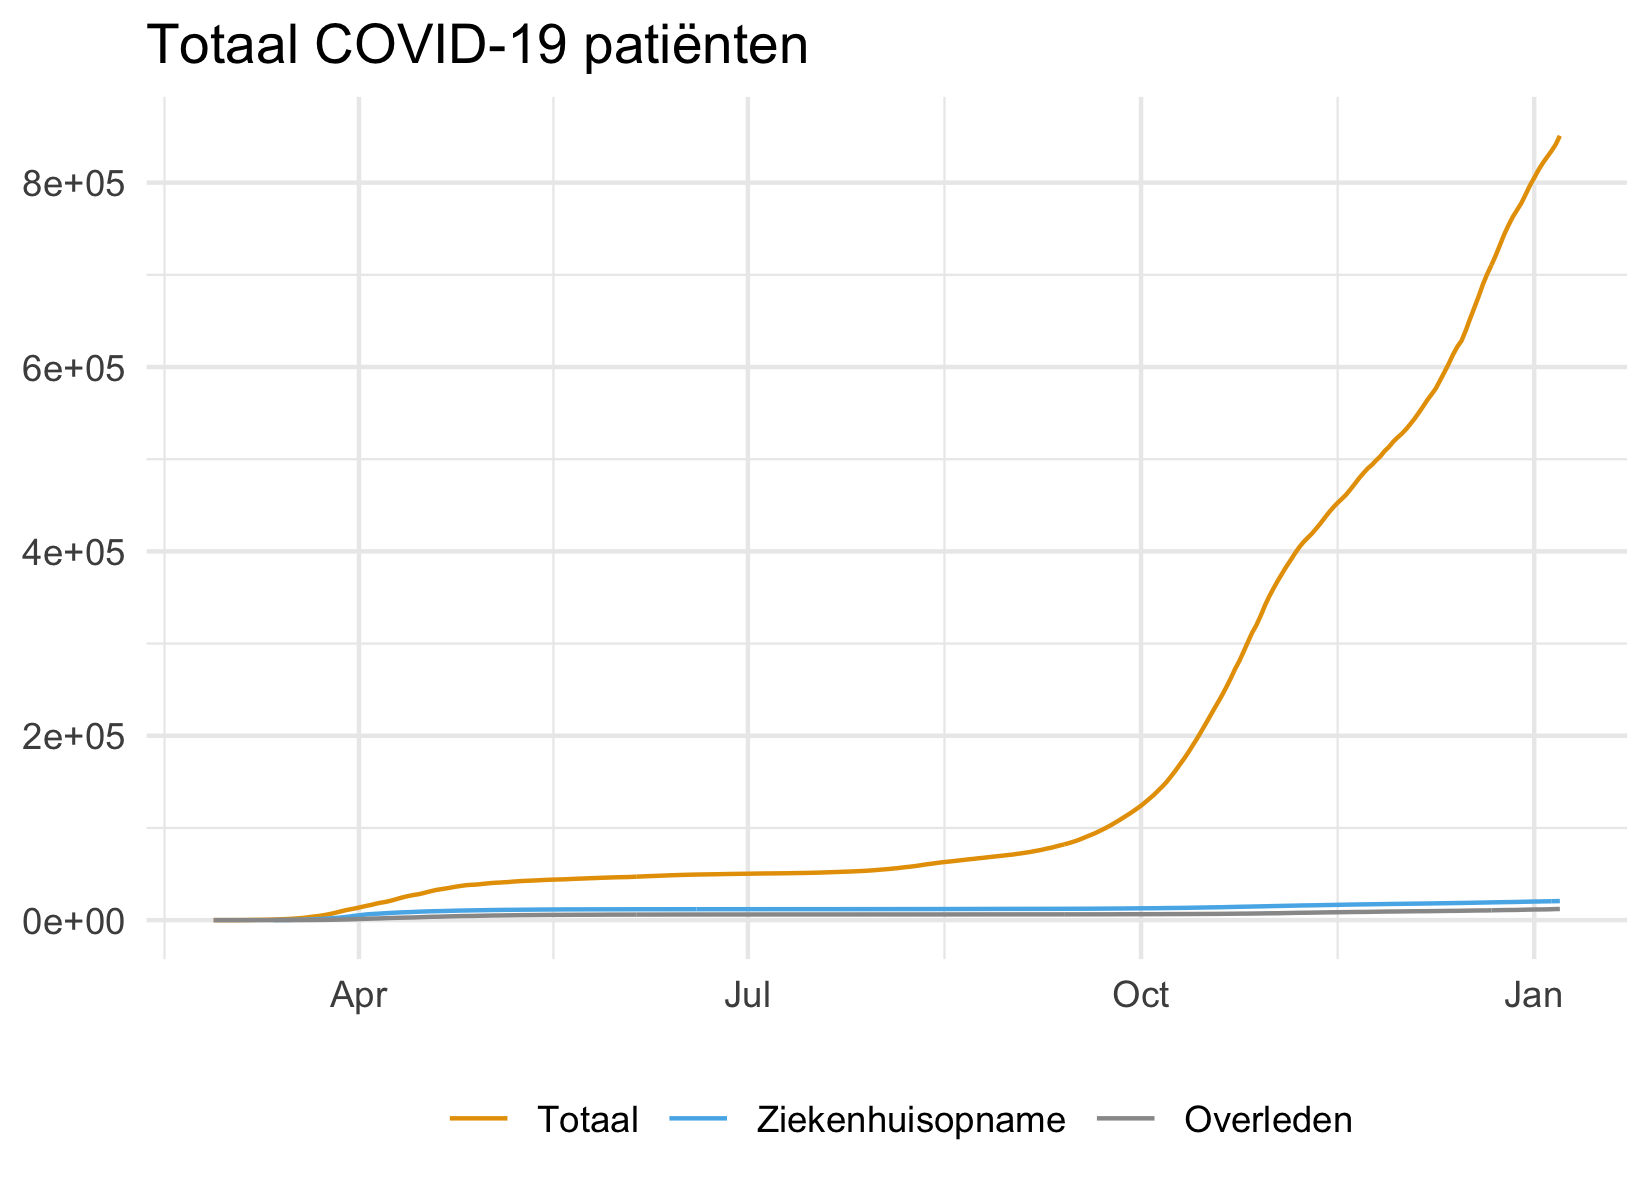 Totaal COVID-19 patiënten
8e+05
6e+05
4e+05
2e+05
0e+00
Apr Jul Oct Jan
Totaal Ziekenhuisopname Overleden